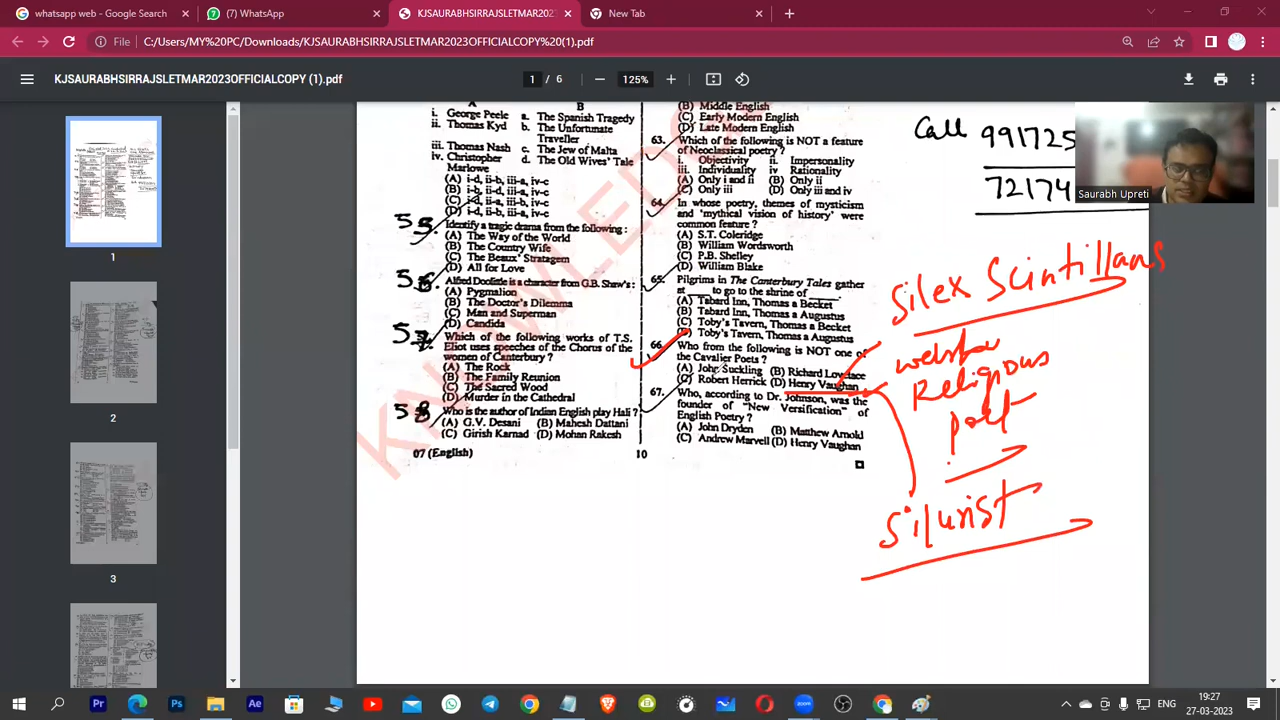 whatsapp web - Google Search
(7) WhatsApp
KJSAURABHSIRRAJSLETMAR2023
New Tab
File C:/Users/MY%20PC/Downloads/KJSAURABHSIRRAJSLETMAR2023OFFICIALCOPY%20(1).pdf
KJSAURABHSIRRAJSLETMAR2023OFFICIALCOPY (1).pdf
1 / 6
125%
1
2
3
A B
i. George Peele a. The Spanish Tragedy
ii. Thomas Kyd b. The Unfortunate
Traveller
iii. Thomas Nash c. The Jew of Malta
iv. Christopher d. The Old Wives' Tale
Marlowe
(A) i-d, ii-b, iii-a, iv-c
(B) i-d, ii-d, iii-a, iv-c
(C) i-d, ii-a, iii-b, iv-c
(D) i-d, ii-b, iii-a, iv-c
55. Identify a tragic drama from the following :
(A) The Way of the World
(B) The Country Wife
(C) The Beaux' Stratagem
(D) All for Love
56. Alfred Doolittle is a character from G.B. Shaw's :
(A) Pygmalion
(B) The Doctor's Dilemma
(C) Man and Superman
(D) Candida
57. Which of the following works of T.S.
Eliot uses speeches of the Chorus of the
women of Canterbury ?
(A) The Rock
(B) The Family Reunion
(C) The Sacred Wood
(D) Murder in the Cathedral
58. Who is the author of Indian English play Hali ?
(A) G.V. Desani (B) Mahesh Dattani
(C) Girish Karnad (D) Mohan Rakesh
07 (English) 10
(B) Middle English
(C) Early Modern English
(D) Late Modern English
63. Which of the following is NOT a feature
of Neoclassical poetry ?
i. Objectivity ii. Impersonality
iii. Individuality iv. Rationality
(A) Only i and ii (B) Only ii
(C) Only iii (D) Only iii and iv
64. In whose poetry, themes of mysticism
and 'mythical vision of history' were
common feature ?
(A) S.T. Coleridge
(B) William Wordsworth
(C) P.B. Shelley
(D) William Blake
65. Pilgrims in The Canterbury Tales gather
at ____ to go to the shrine of ____.
(A) Tabard Inn, Thomas a Becket
(B) Tabard Inn, Thomas a Augustus
(C) Toby's Tavern, Thomas a Becket
(D) Toby's Tavern, Thomas a Augustus
66. Who from the following is NOT one of
the Cavalier Poets ?
(A) John Suckling (B) Richard Lovelace
(C) Robert Herrick (D) Henry Vaughan
67. Who, according to Dr. Johnson, was the
founder of "New Versification" of
English Poetry ?
(A) John Dryden (B) Matthew Arnold
(C) Andrew Marvell (D) Henry Vaughan
Call 991725
72174
Saurabh Upreti
Silex Scintillans
Religious
poet
Silurist
ENG
19:27
27-03-2023